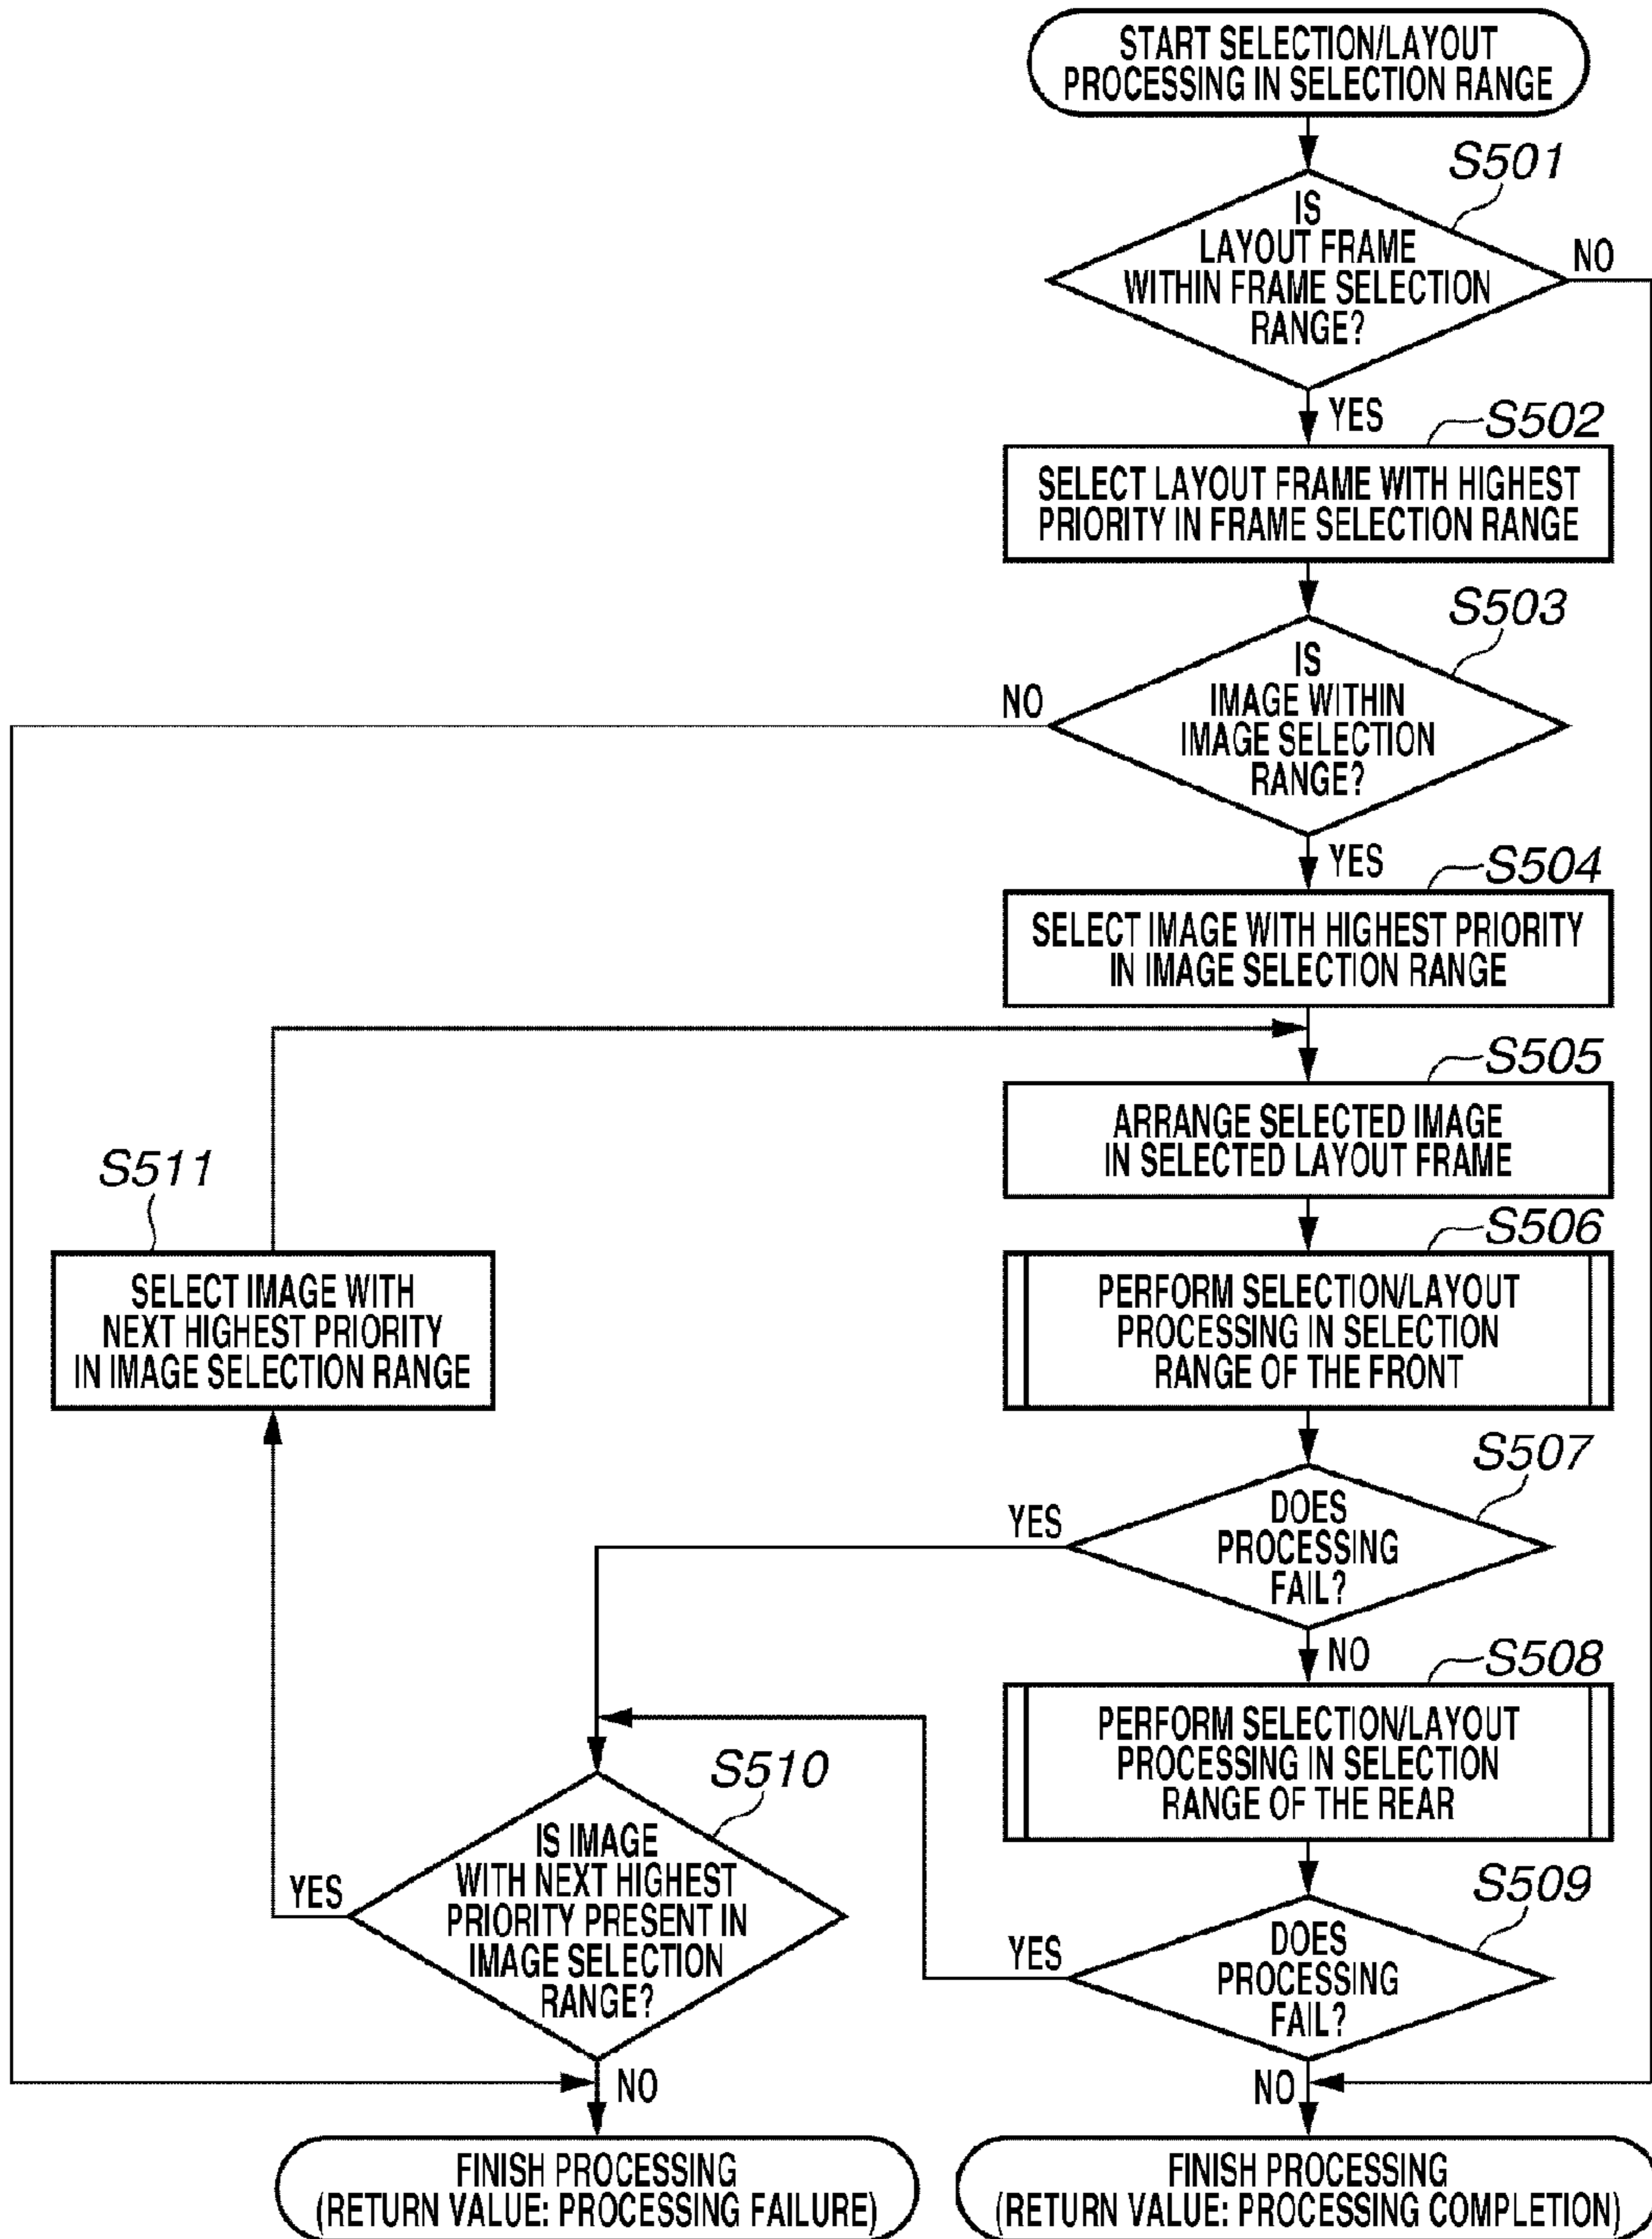 START SELECTION/LAYOUT
PROCESSING IN SELECTION RANGE
S501
IS
LAYOUT FRAME
WITHIN FRAME SELECTION
RANGE?
NO
YES
S502
SELECT LAYOUT FRAME WITH HIGHEST
PRIORITY IN FRAME SELECTION RANGE
S503
IS
IMAGE WITHIN
IMAGE SELECTION
RANGE?
NO
YES
S504
SELECT IMAGE WITH HIGHEST PRIORITY
IN IMAGE SELECTION RANGE
S505
ARRANGE SELECTED IMAGE
IN SELECTED LAYOUT FRAME
S511
SELECT IMAGE WITH
NEXT HIGHEST PRIORITY
IN IMAGE SELECTION RANGE
S506
PERFORM SELECTION/LAYOUT
PROCESSING IN SELECTION
RANGE OF THE FRONT
S507
DOES
PROCESSING
FAIL?
YES
NO
S508
PERFORM SELECTION/LAYOUT
PROCESSING IN SELECTION
RANGE OF THE REAR
S510
IS IMAGE
WITH NEXT HIGHEST
PRIORITY PRESENT IN
IMAGE SELECTION
RANGE?
YES
NO
S509
DOES
PROCESSING
FAIL?
YES
NO
FINISH PROCESSING
(RETURN VALUE: PROCESSING FAILURE)
FINISH PROCESSING
(RETURN VALUE: PROCESSING COMPLETION)